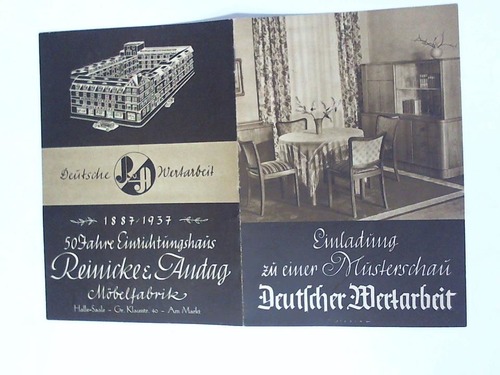 Deutsche R&A Wertarbeit
1887/1937
50 Jahre Einrichtungshaus
Reinicke & Andag
Möbelfabrik
Halle-Saale - Gr. Klausstr. 40 - Am Markt
Einladung
zu einer Musterschau
Deutscher Wertarbeit